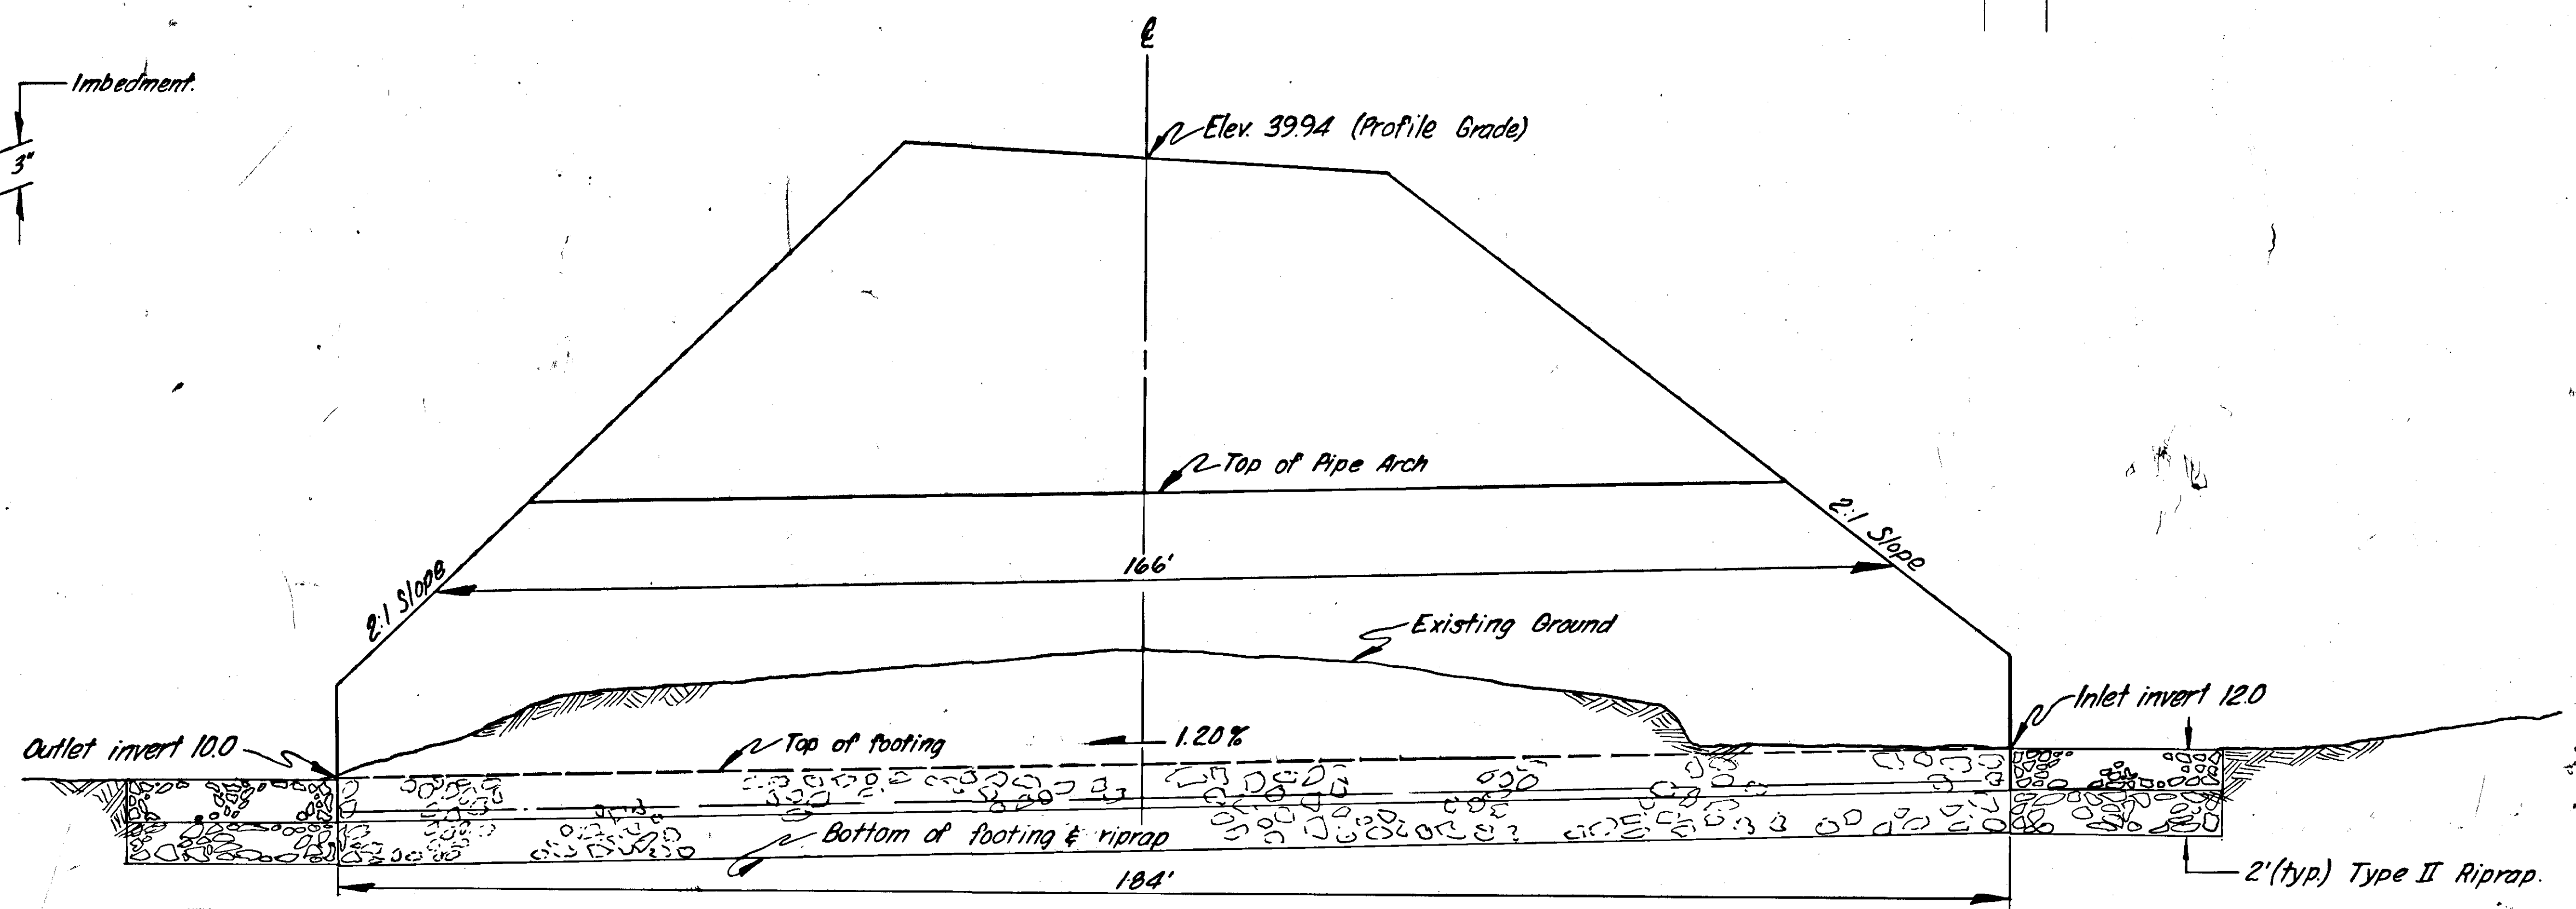 ℄
Imbedment.
3"
Elev. 39.94 (Profile Grade)
Top of Pipe Arch
2:1 Slope
166'
2:1 Slope
Existing Ground
Inlet invert 12.0
Outlet invert 10.0
Top of footing
1.20%
Bottom of footing & riprap
184'
2'(typ.) Type II Riprap.